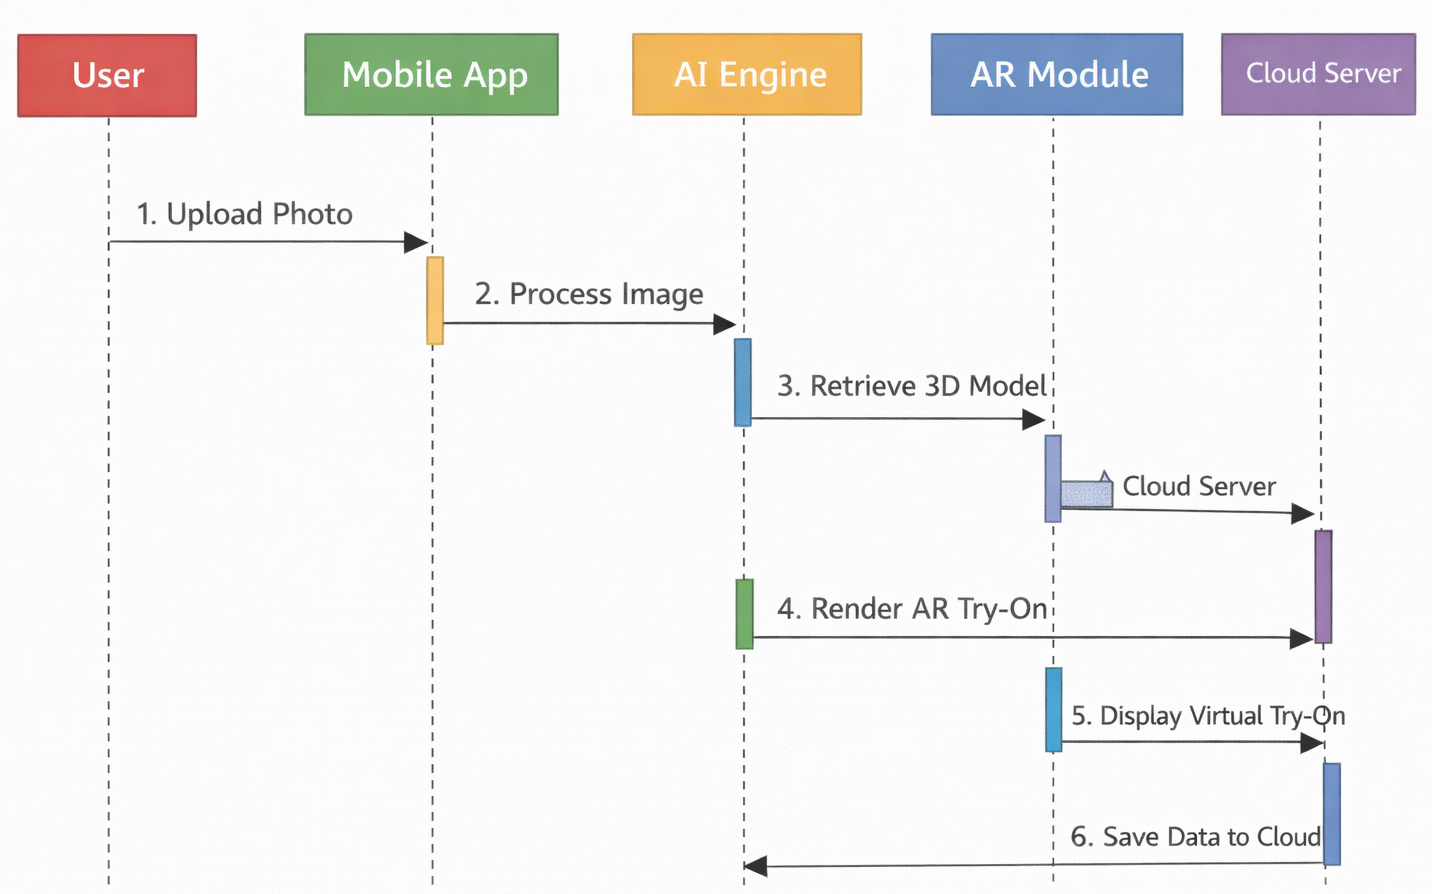 User
Mobile App
AI Engine
AR Module
Cloud Server
1. Upload Photo
2. Process Image
3. Retrieve 3D Model
Cloud Server
4. Render AR Try-On
5. Display Virtual Try-On
6. Save Data to Cloud